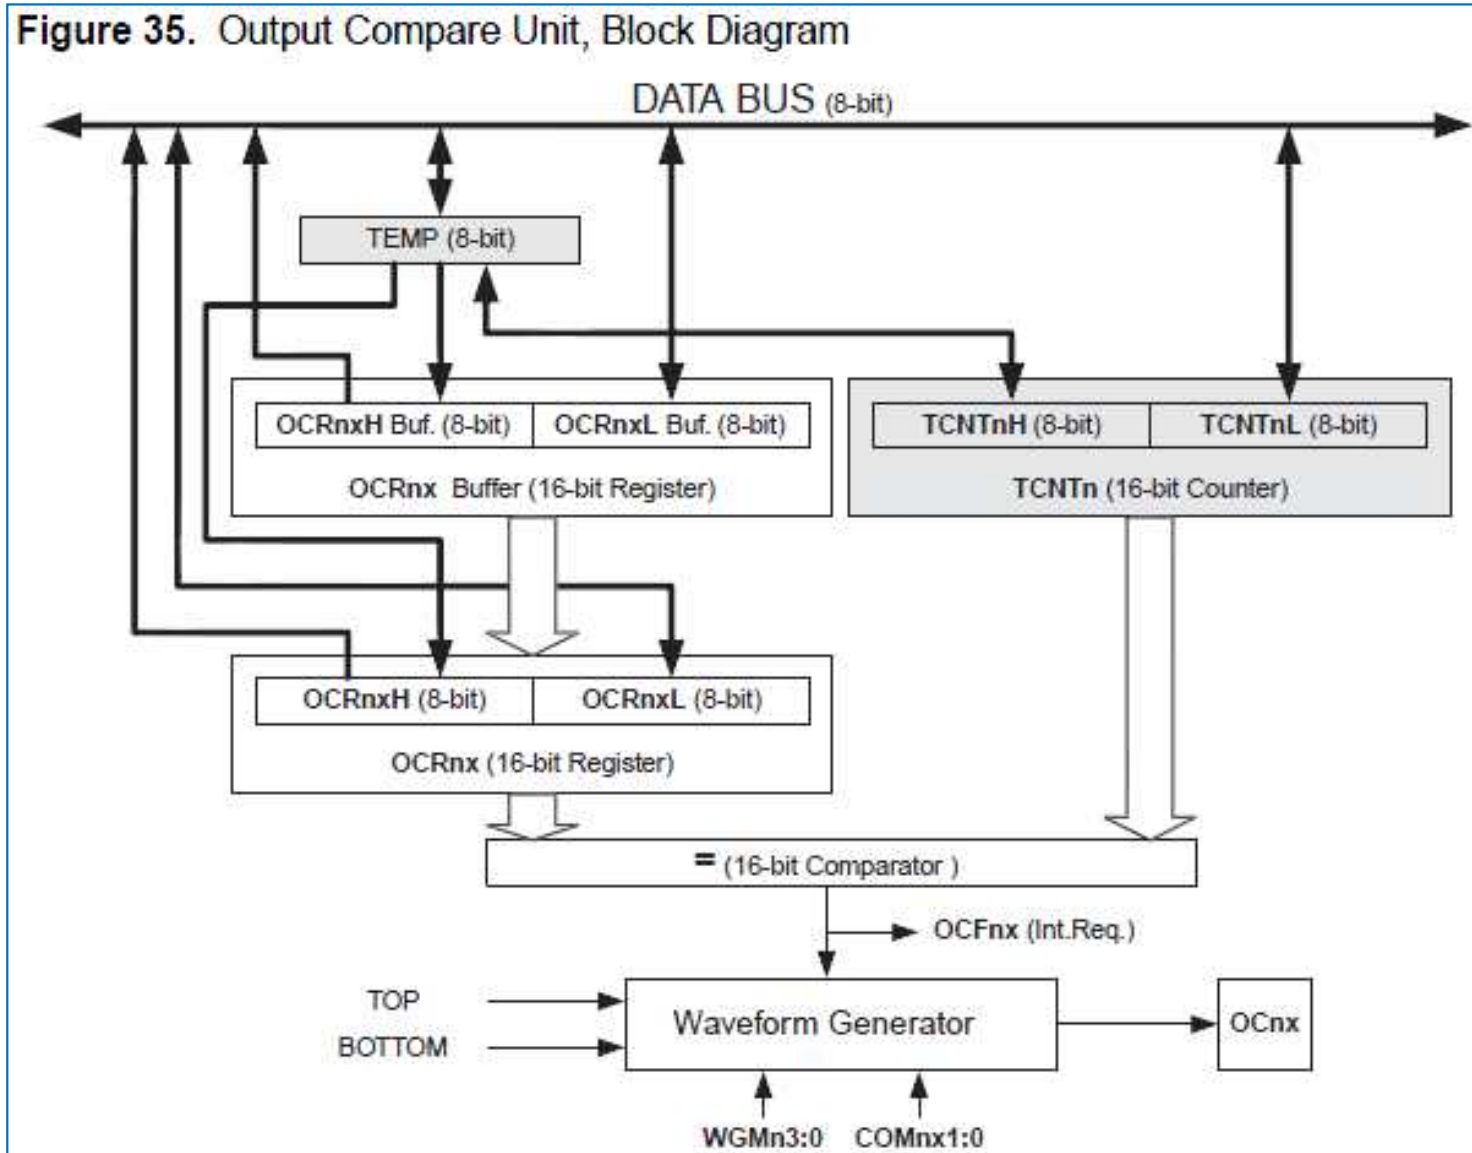 Figure 35. Output Compare Unit, Block Diagram
DATA BUS (8-bit)
TEMP (8-bit)
OCRnxH Buf. (8-bit) OCRnxL Buf. (8-bit) TCNTnH (8-bit) TCNTnL (8-bit)
OCRnx Buffer (16-bit Register) TCNTn (16-bit Counter)
OCRnxH (8-bit) OCRnxL (8-bit)
OCRnx (16-bit Register)
= (16-bit Comparator )
OCFnx (Int.Req.)
TOP
Waveform Generator OCnx
BOTTOM
WGMn3:0 COMnx1:0